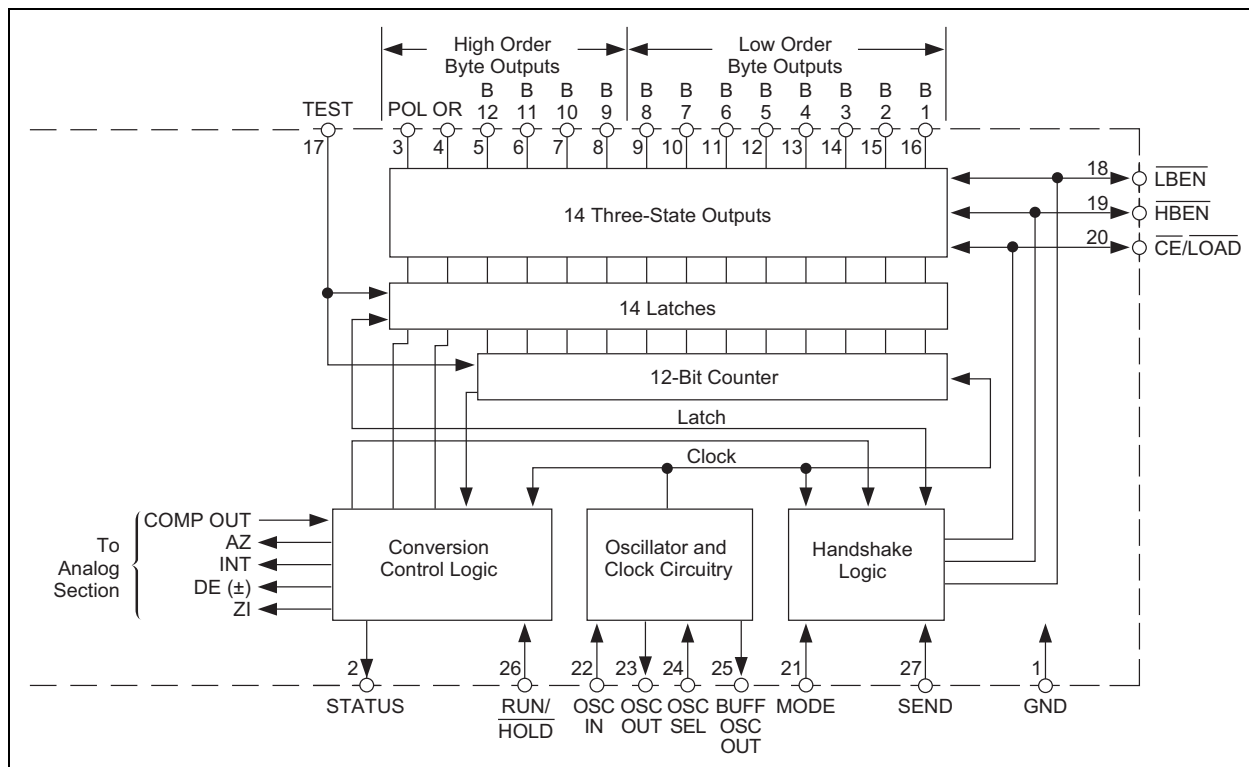 High Order
Byte Outputs
Low Order
Byte Outputs
TEST
POL OR
B
12
B
11
B
10
B
9
B
8
B
7
B
6
B
5
B
4
B
3
B
2
B
1
17
3
4
5
6
7
8
9
10
11
12
13
14
15
16
14 Three-State Outputs
18
LBEN
19
HBEN
20
CE/LOAD
14 Latches
12-Bit Counter
Latch
Clock
To
Analog
Section
COMP OUT
AZ
INT
DE (±)
ZI
Conversion
Control Logic
Oscillator and
Clock Circuitry
Handshake
Logic
2
26
22
23
24
25
21
27
1
STATUS
RUN/
HOLD
OSC
IN
OSC
OUT
OSC
SEL
BUFF
OSC
OUT
MODE
SEND
GND